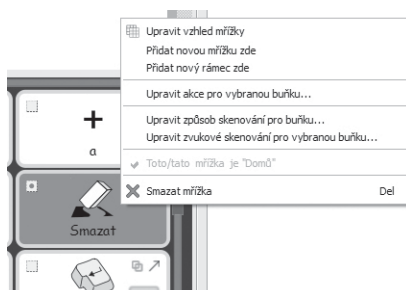 Upravit vzhled mřížky
Přidat novou mřížku zde
Přidat nový rámec zde
Upravit akce pro vybranou buňku...
Upravit způsob skenování pro buňku...
Upravit zvukové skenování pro vybranou buňku...
Toto/tato mřížka je "Domů"
Smazat mřížka Del
+
a
Smazat